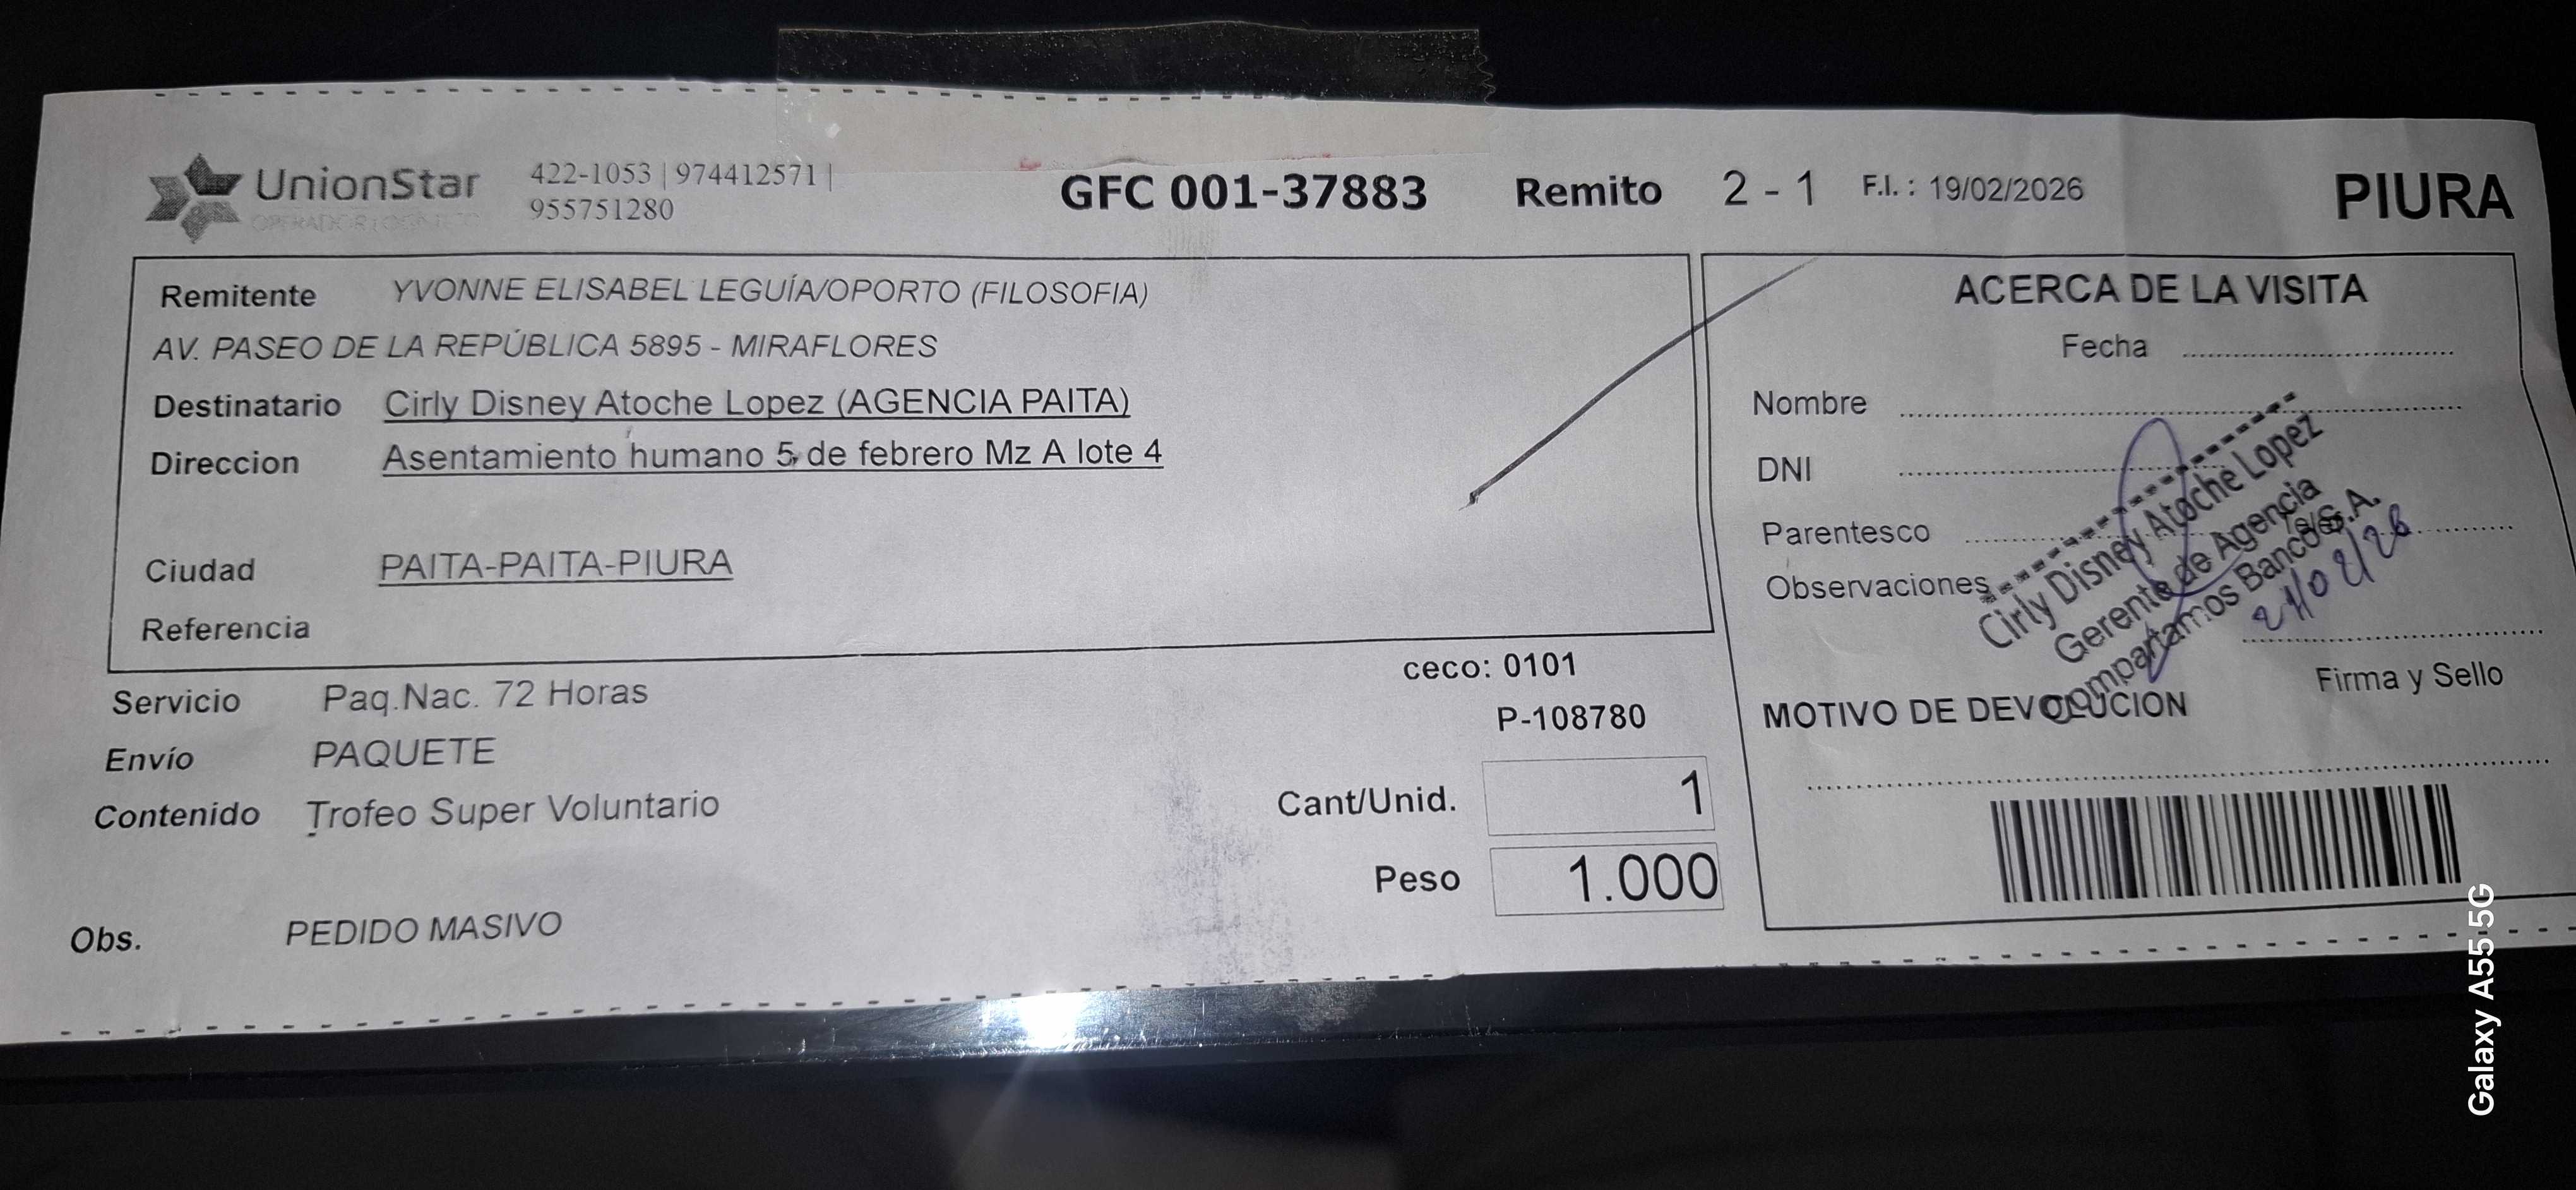 UnionStar
OPERADOR LOGISTICO
422-1053 | 974412571 |
955751280
GFC 001-37883 Remito 2 - 1 F.I. : 19/02/2026 PIURA
Remitente YVONNE ELISABEL LEGUÍA/OPORTO (FILOSOFIA)
AV. PASEO DE LA REPÚBLICA 5895 - MIRAFLORES
Destinatario Cirly Disney Atoche Lopez (AGENCIA PAITA)
Direccion Asentamiento humano 5 de febrero Mz A lote 4
Ciudad PAITA-PAITA-PIURA
Referencia
Servicio Paq.Nac. 72 Horas
Envío PAQUETE
Contenido Trofeo Super Voluntario
Obs. PEDIDO MASIVO
ceco: 0101
P-108780
Cant/Unid. 1
Peso 1.000
ACERCA DE LA VISITA
Fecha
Nombre
DNI
Parentesco
Observaciones
Cirly Disney Atoche Lopez
Gerente de Agencia
Compartamos Banco S.A.
21/02/26
Firma y Sello
MOTIVO DE DEVOLUCION
Galaxy A55 5G